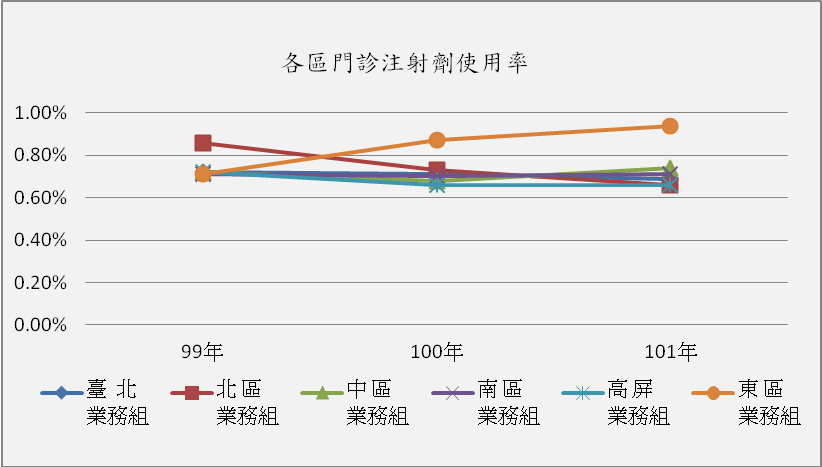 各區門診注射劑使用率
1.00%
0.80%
0.60%
0.40%
0.20%
0.00%
99年 100年 101年
臺 北 北 區 中 區 南 區 高 屏 東 區
業務組 業務組 業務組 業務組 業務組 業務組